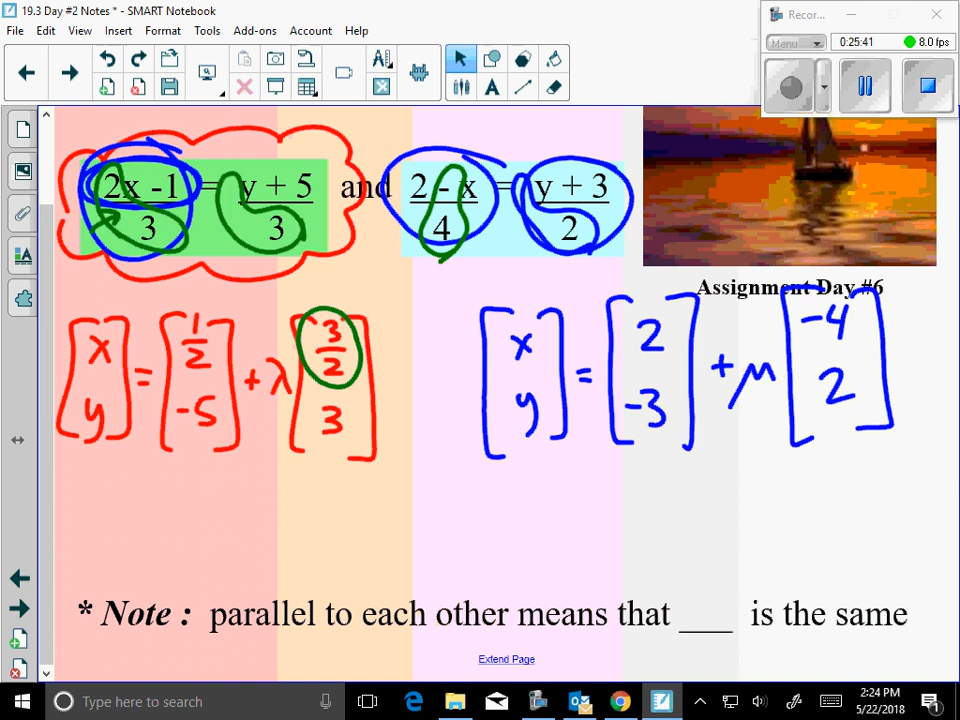 19.3 Day #2 Notes * - SMART Notebook
Recor...
File Edit View Insert Format Tools Add-ons Account Help
Menu 0:25:41 8.0 fps
2x -1 = y + 5 and 2 - x = y + 3
3 3 4 2
Assignment Day #6
[x y] = [1/2 -5] + λ [3/2 3]
[x y] = [2 -3] + μ [-4 2]
* Note : parallel to each other means that ___ is the same
Extend Page
Type here to search
2:24 PM
5/22/2018
1